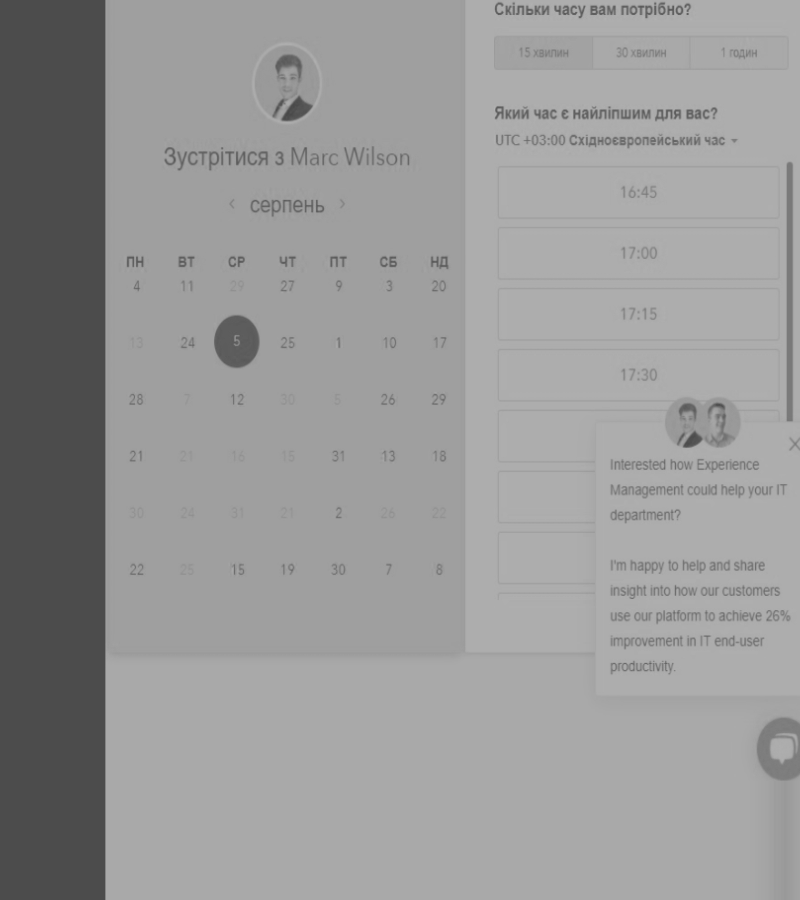 Скільки часу вам потрібно?
15 хвилин 30 хвилин 1 годин
Зустрітися з Marc Wilson
серпень
ПН ВТ СР ЧТ ПТ СБ НД
4 11 29 27 9 3 20
13 24 5 25 1 10 17
28 7 12 30 5 26 29
21 21 16 15 31 13 18
30 24 31 21 2 26 22
22 25 15 19 30 7 8
Який час є найліпшим для вас?
UTC +03:00 Східноєвропейський час
16:45
17:00
17:15
17:30
Interested how Experience
Management could help your IT
department?
I'm happy to help and share
insight into how our customers
use our platform to achieve 26%
improvement in IT end-user
productivity.